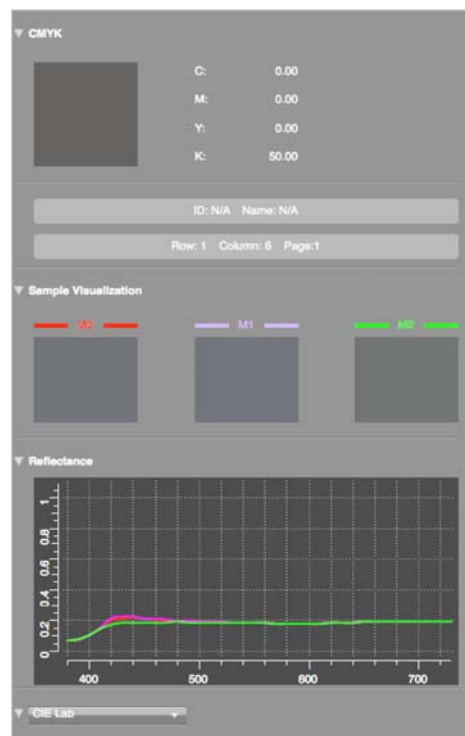 CMYK
C: 0.00
M: 0.00
Y: 0.00
K: 50.00
ID: N/A Name: N/A
Row: 1 Column: 6 Page:1
Sample Visualization
M0 M1 M2
Reflectance
1
0.8
0.6
0.4
0.2
0
400 500 600 700
CIE Lab